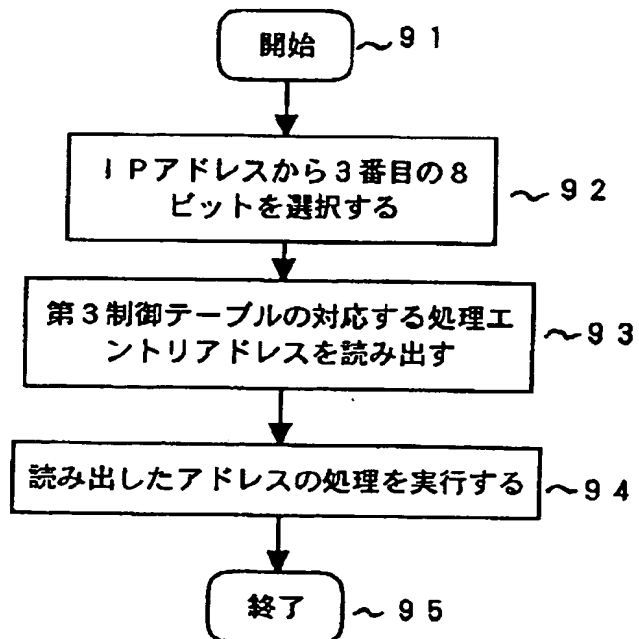 開始 ～91
IPアドレスから3番目の8
ビットを選択する ～92
第3制御テーブルの対応する処理エ
ントリアドレスを読み出す ～93
読み出したアドレスの処理を実行する ～94
終了 ～95